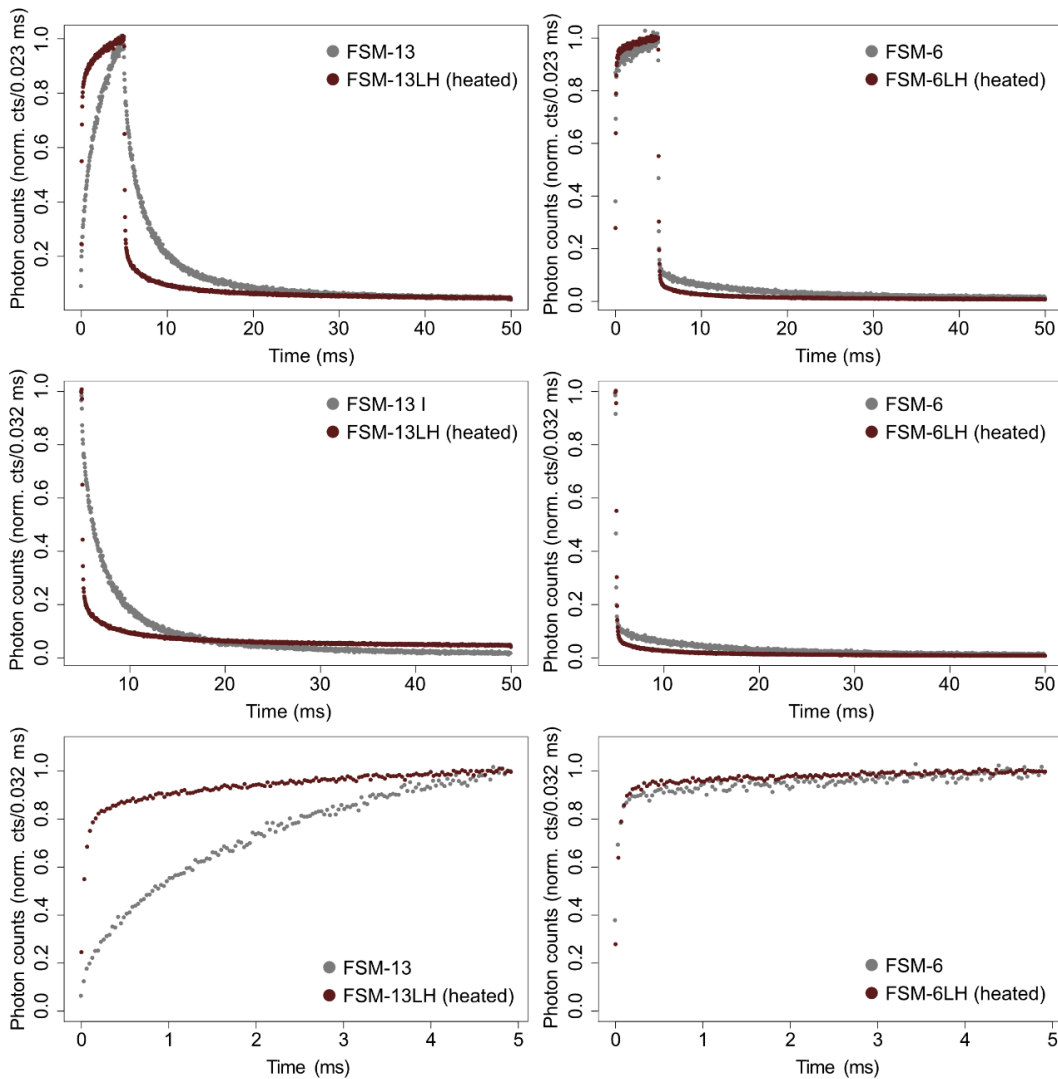 Photon counts (norm. cts/0.023 ms)
1.0
0.8
0.6
0.4
0.2
FSM-13
FSM-13LH (heated)
0 10 20 30 40 50
Time (ms)
Photon counts (norm. cts/0.023 ms)
1.0
0.8
0.6
0.4
0.2
0.0
FSM-6
FSM-6LH (heated)
0 10 20 30 40 50
Time (ms)
Photon counts (norm. cts/0.032 ms)
1.0
0.8
0.6
0.4
0.2
0.0
FSM-13 I
FSM-13LH (heated)
10 20 30 40 50
Time (ms)
Photon counts (norm. cts/0.032 ms)
1.0
0.8
0.6
0.4
0.2
0.0
FSM-6
FSM-6LH (heated)
10 20 30 40 50
Time (ms)
Photon counts (norm. cts/0.032 ms)
1.0
0.8
0.6
0.4
0.2
0.0
FSM-13
FSM-13LH (heated)
0 1 2 3 4 5
Time (ms)
Photon counts (norm. cts/0.032 ms)
1.0
0.8
0.6
0.4
0.2
0.0
FSM-6
FSM-6LH (heated)
0 1 2 3 4 5
Time (ms)